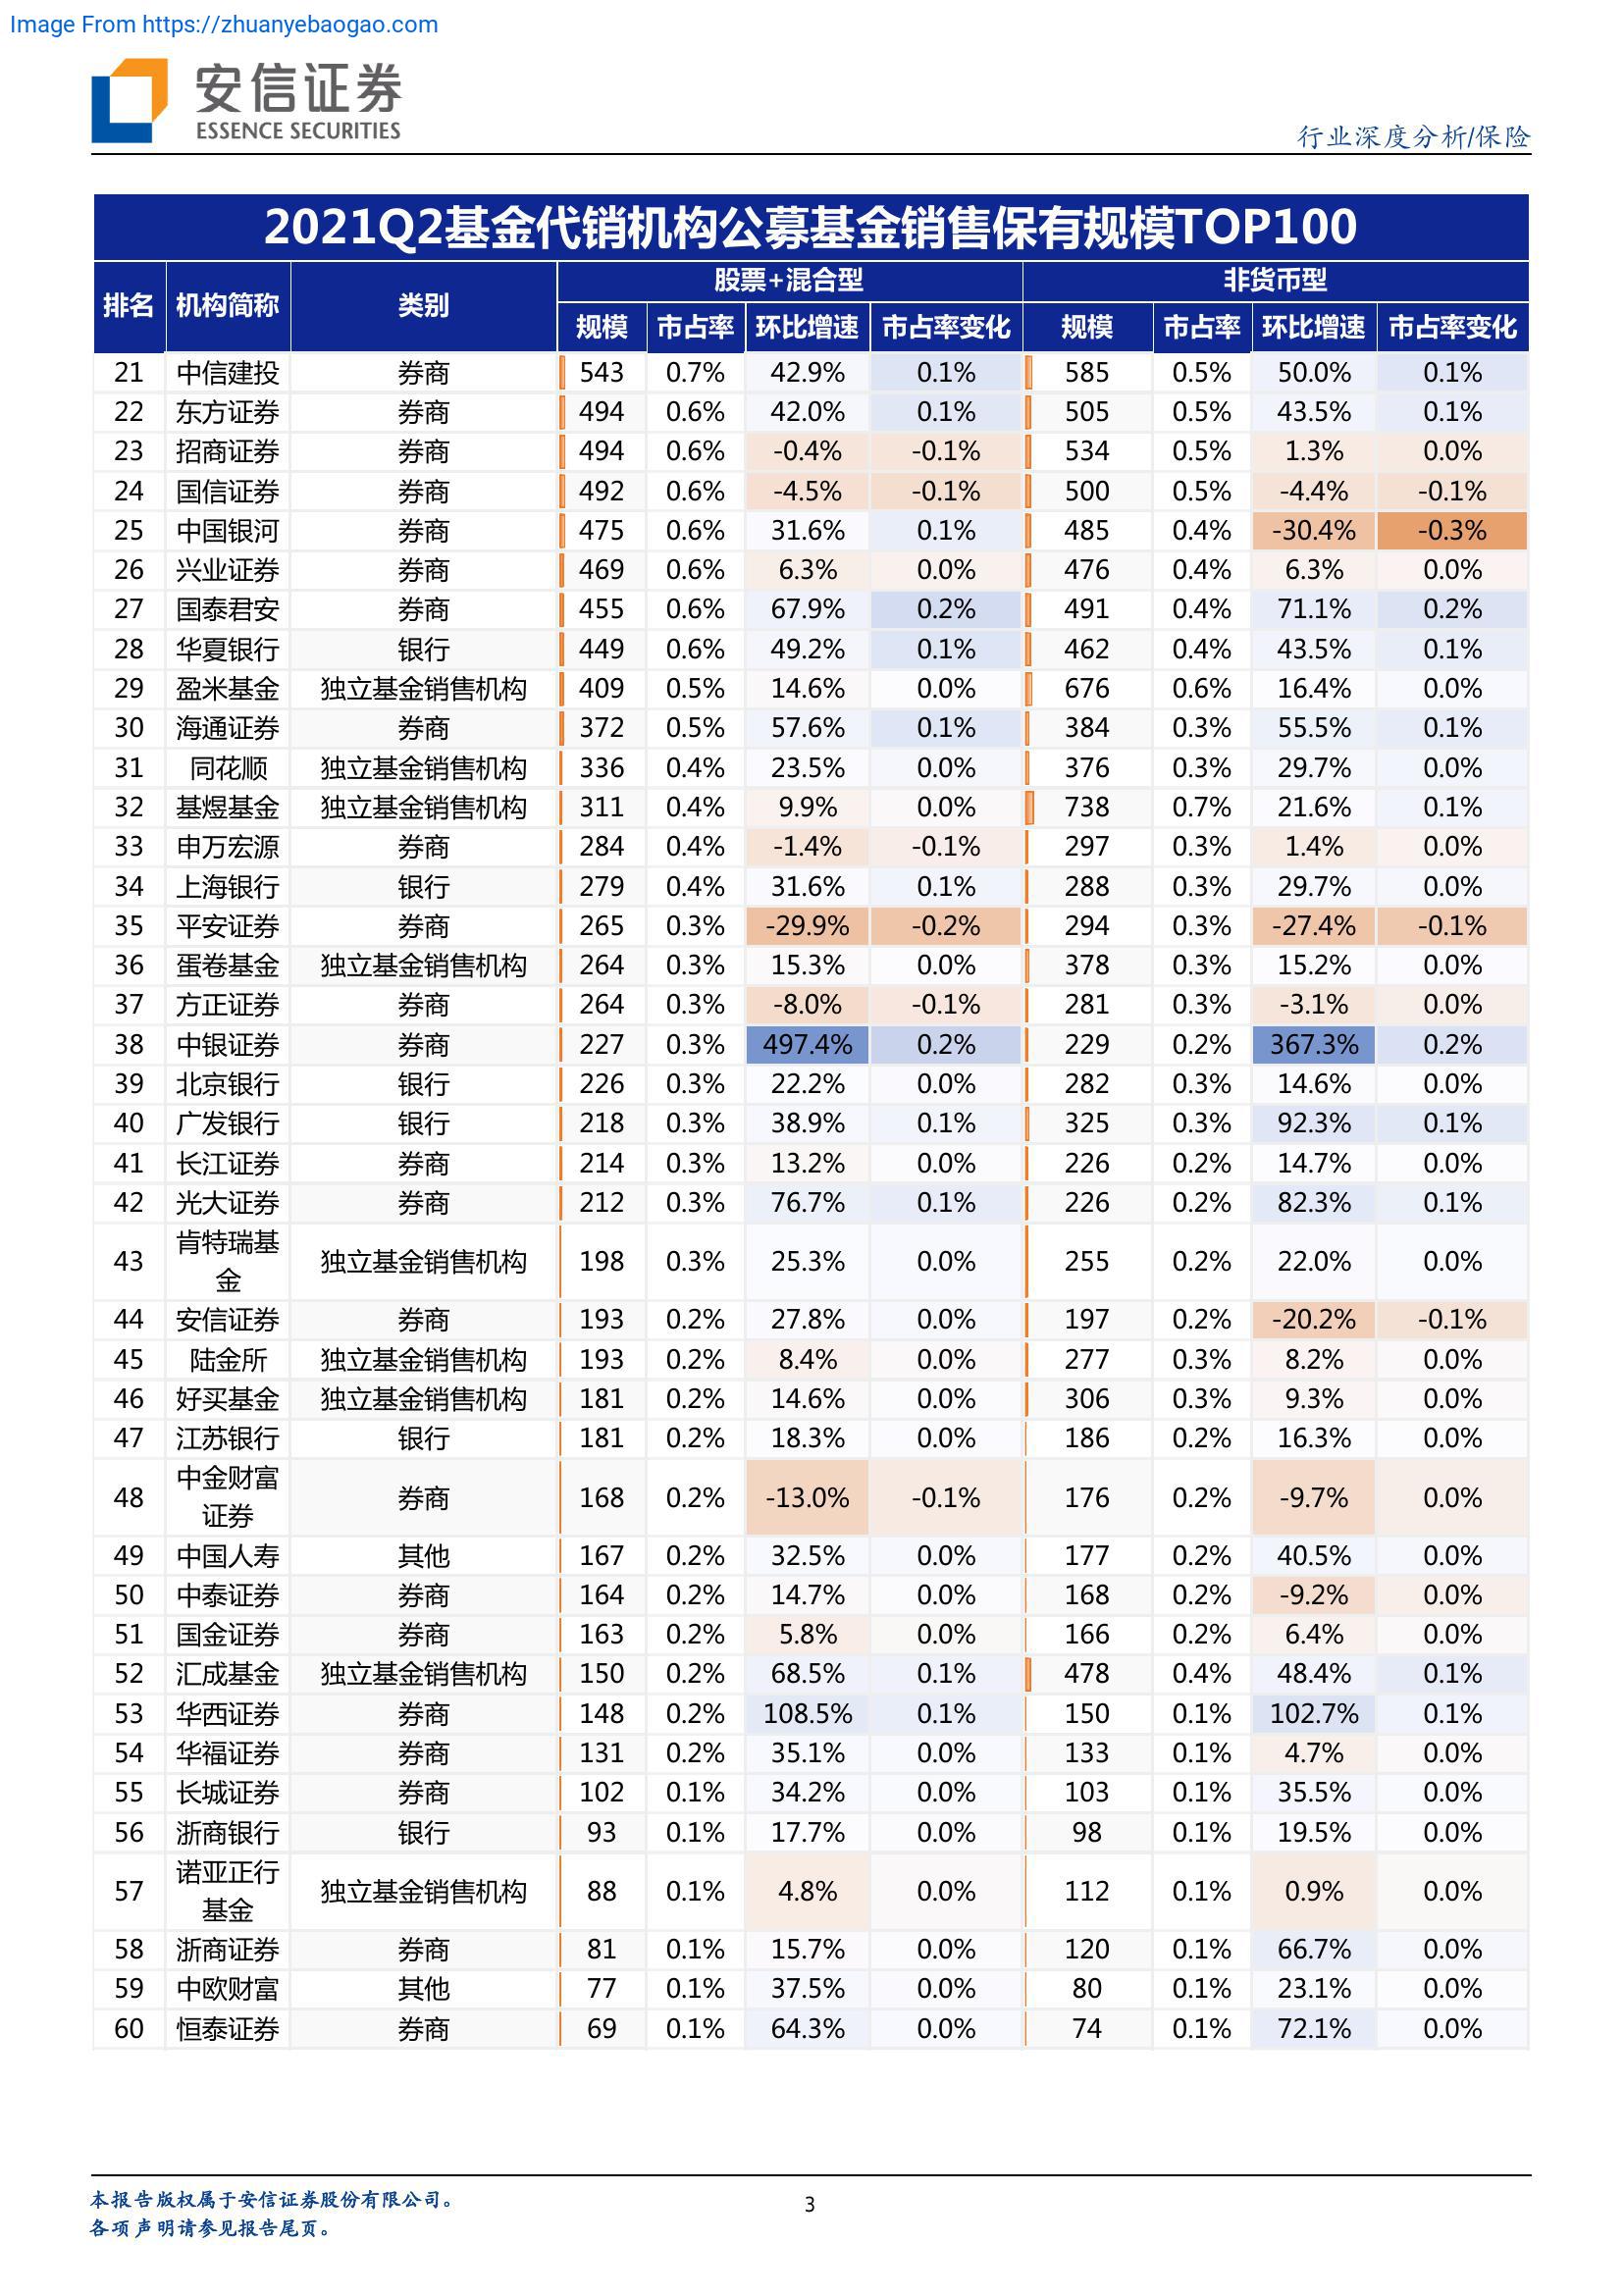 Image From https://zhuanyebaogao.com
安信证券
ESSENCE SECURITIES
行业深度分析/保险
2021Q2基金代销机构公募基金销售保有规模TOP100
排名 机构简称 类别 股票+混合型 非货币型
规模 市占率 环比增速 市占率变化 规模 市占率 环比增速 市占率变化
21 中信建投 券商 543 0.7% 42.9% 0.1% 585 0.5% 50.0% 0.1%
22 东方证券 券商 494 0.6% 42.0% 0.1% 505 0.5% 43.5% 0.1%
23 招商证券 券商 494 0.6% -0.4% -0.1% 534 0.5% 1.3% 0.0%
24 国信证券 券商 492 0.6% -4.5% -0.1% 500 0.5% -4.4% -0.1%
25 中国银河 券商 475 0.6% 31.6% 0.1% 485 0.4% -30.4% -0.3%
26 兴业证券 券商 469 0.6% 6.3% 0.0% 476 0.4% 6.3% 0.0%
27 国泰君安 券商 455 0.6% 67.9% 0.2% 491 0.4% 71.1% 0.2%
28 华夏银行 银行 449 0.6% 49.2% 0.1% 462 0.4% 43.5% 0.1%
29 盈米基金 独立基金销售机构 409 0.5% 14.6% 0.0% 676 0.6% 16.4% 0.0%
30 海通证券 券商 372 0.5% 57.6% 0.1% 384 0.3% 55.5% 0.1%
31 同花顺 独立基金销售机构 336 0.4% 23.5% 0.0% 376 0.3% 29.7% 0.0%
32 基煜基金 独立基金销售机构 311 0.4% 9.9% 0.0% 738 0.7% 21.6% 0.1%
33 申万宏源 券商 284 0.4% -1.4% -0.1% 297 0.3% 1.4% 0.0%
34 上海银行 银行 279 0.4% 31.6% 0.1% 288 0.3% 29.7% 0.0%
35 平安证券 券商 265 0.3% -29.9% -0.2% 294 0.3% -27.4% -0.1%
36 蛋卷基金 独立基金销售机构 264 0.3% 15.3% 0.0% 378 0.3% 15.2% 0.0%
37 方正证券 券商 264 0.3% -8.0% -0.1% 281 0.3% -3.1% 0.0%
38 中银证券 券商 227 0.3% 497.4% 0.2% 229 0.2% 367.3% 0.2%
39 北京银行 银行 226 0.3% 22.2% 0.0% 282 0.3% 14.6% 0.0%
40 广发银行 银行 218 0.3% 38.9% 0.1% 325 0.3% 92.3% 0.1%
41 长江证券 券商 214 0.3% 13.2% 0.0% 226 0.2% 14.7% 0.0%
42 光大证券 券商 212 0.3% 76.7% 0.1% 226 0.2% 82.3% 0.1%
43 肯特瑞基
金 独立基金销售机构 198 0.3% 25.3% 0.0% 255 0.2% 22.0% 0.0%
44 安信证券 券商 193 0.2% 27.8% 0.0% 197 0.2% -20.2% -0.1%
45 陆金所 独立基金销售机构 193 0.2% 8.4% 0.0% 277 0.3% 8.2% 0.0%
46 好买基金 独立基金销售机构 181 0.2% 14.6% 0.0% 306 0.3% 9.3% 0.0%
47 江苏银行 银行 181 0.2% 18.3% 0.0% 186 0.2% 16.3% 0.0%
48 中金财富
证券 券商 168 0.2% -13.0% -0.1% 176 0.2% -9.7% 0.0%
49 中国人寿 其他 167 0.2% 32.5% 0.0% 177 0.2% 40.5% 0.0%
50 中泰证券 券商 164 0.2% 14.7% 0.0% 168 0.2% -9.2% 0.0%
51 国金证券 券商 163 0.2% 5.8% 0.0% 166 0.2% 6.4% 0.0%
52 汇成基金 独立基金销售机构 150 0.2% 68.5% 0.1% 478 0.4% 48.4% 0.1%
53 华西证券 券商 148 0.2% 108.5% 0.1% 150 0.1% 102.7% 0.1%
54 华福证券 券商 131 0.2% 35.1% 0.0% 133 0.1% 4.7% 0.0%
55 长城证券 券商 102 0.1% 34.2% 0.0% 103 0.1% 35.5% 0.0%
56 浙商银行 银行 93 0.1% 17.7% 0.0% 98 0.1% 19.5% 0.0%
57 诺亚正行
基金 独立基金销售机构 88 0.1% 4.8% 0.0% 112 0.1% 0.9% 0.0%
58 浙商证券 券商 81 0.1% 15.7% 0.0% 120 0.1% 66.7% 0.0%
59 中欧财富 其他 77 0.1% 37.5% 0.0% 80 0.1% 23.1% 0.0%
60 恒泰证券 券商 69 0.1% 64.3% 0.0% 74 0.1% 72.1% 0.0%
本报告版权属于安信证券股份有限公司。
各项声明请参见报告尾页。
3